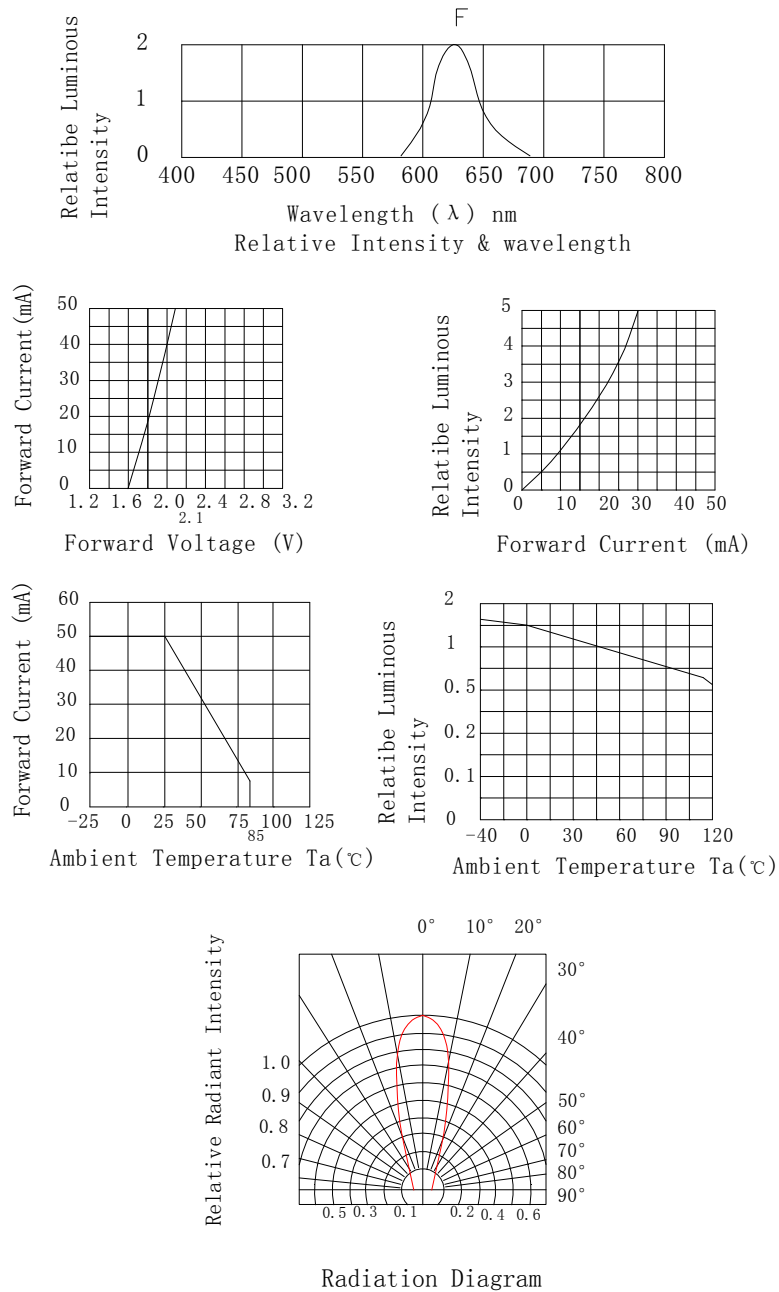 F
Relatibe Luminous
Intensity
2
1
0
400 450 500 550 600 650 700 750 800
Wavelength (λ) nm
Relative Intensity & wavelength
Forward Current(mA)
50
40
30
20
10
0
1.2 1.6 2.0 2.4 2.8 3.2
2.1
Forward Voltage (V)
Relatibe Luminous
Intensity
5
4
3
2
1
0
0 10 20 30 40 50
Forward Current (mA)
Forward Current (mA)
60
50
40
30
20
10
0
-25 0 25 50 75 100 125
85
Ambient Temperature Ta(℃)
Relatibe Luminous
Intensity
2
1
0.5
0.2
0.1
0
-40 0 30 60 90 120
Ambient Temperature Ta(℃)
Relative Radiant Intensity
0° 10° 20°
30°
40°
50°
60°
70°
80°
90°
1.0
0.9
0.8
0.7
0.5 0.3 0.1 0.2 0.4 0.6
Radiation Diagram